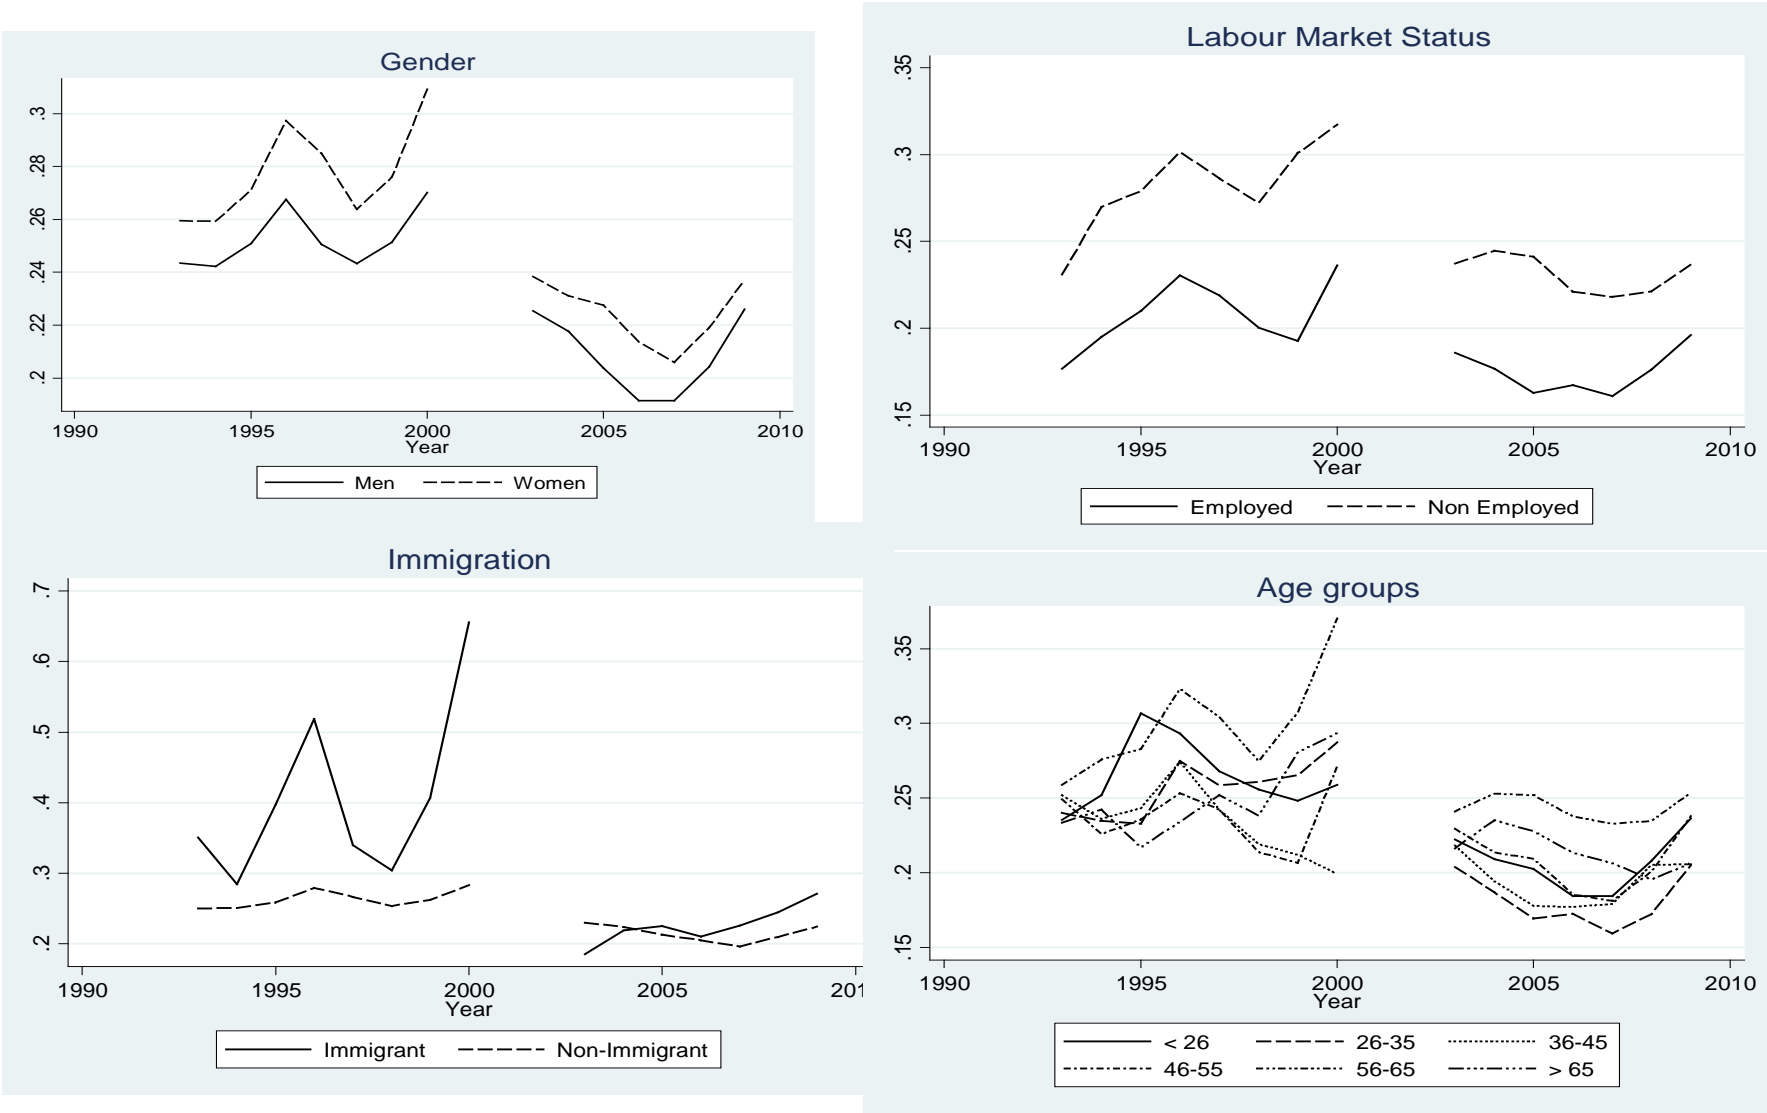 Gender
.3
.28
.26
.24
.22
.2
1990 1995 2000 2005 2010
Year
Men Women
Labour Market Status
.35
.3
.25
.2
.15
1990 1995 2000 2005 2010
Year
Employed Non Employed
Immigration
.7
.6
.5
.4
.3
.2
1990 1995 2000 2005 201
Year
Immigrant Non-Immigrant
Age groups
.35
.3
.25
.2
.15
1990 1995 2000 2005 2010
Year
< 26 26-35 36-45
46-55 56-65 > 65